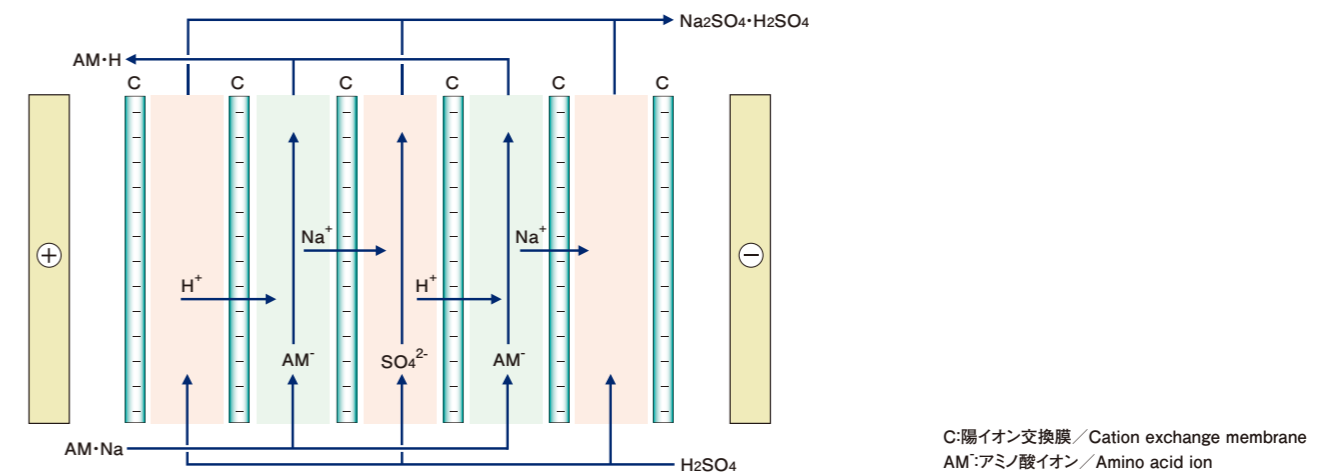 Na2SO4・H2SO4
AM・H
C C C C C C
+ −
Na⁺ Na⁺
H⁺ H⁺
AM⁻ SO4²⁻ AM⁻
AM・Na
H2SO4
C:陽イオン交換膜／Cation exchange membrane
AM⁻:アミノ酸イオン／Amino acid ion